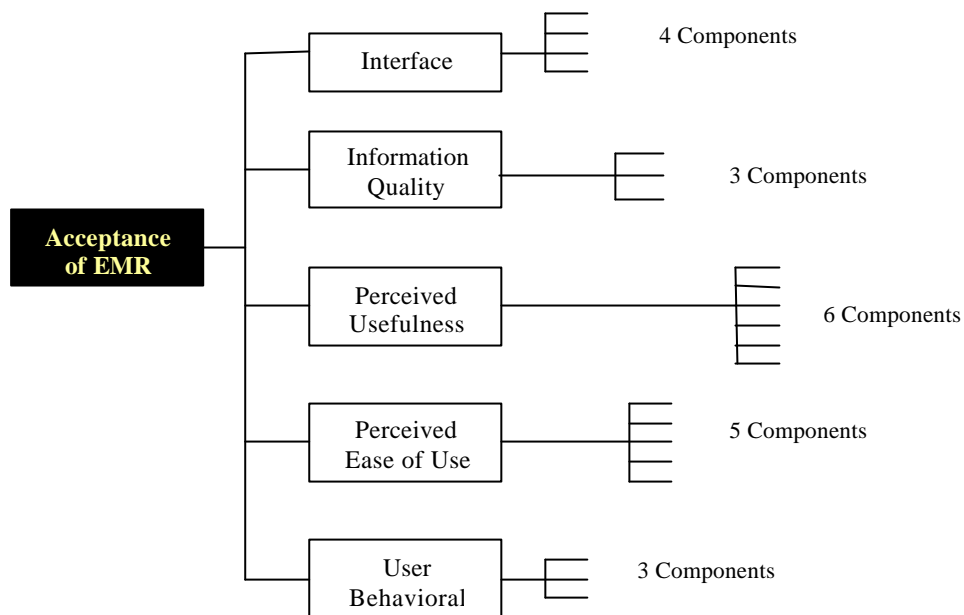 Interface
4 Components
Information
Quality
3 Components
Acceptance
of EMR
Perceived
Usefulness
6 Components
Perceived
Ease of Use
5 Components
User
Behavioral
3 Components